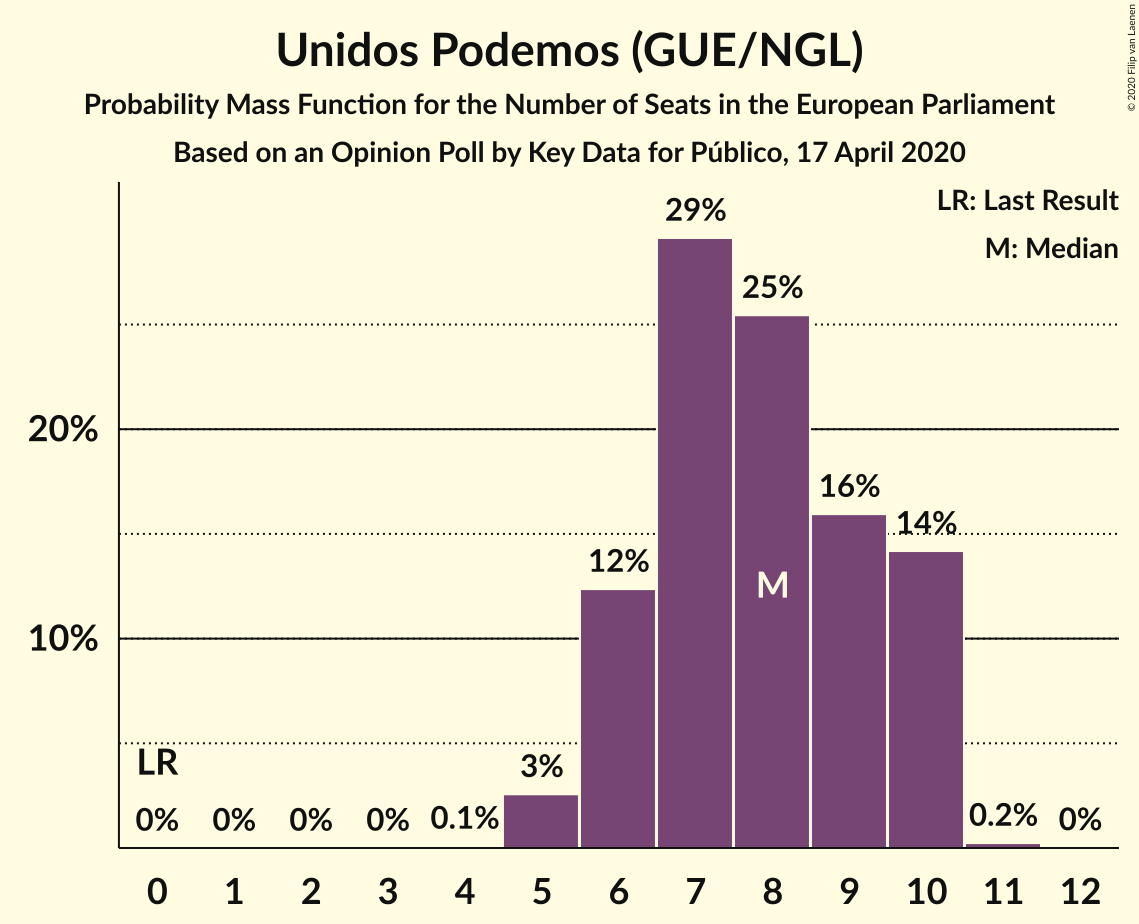 Unidos Podemos (GUE/NGL)
Probability Mass Function for the Number of Seats in the European Parliament
Based on an Opinion Poll by Key Data for Público, 17 April 2020
© 2020 Filip van Laenen
LR: Last Result
M: Median
29%
25%
20%
16%
14%
12%
M
10%
LR
3%
0% 0% 0% 0% 0.1% 0.2% 0%
0 1 2 3 4 5 6 7 8 9 10 11 12